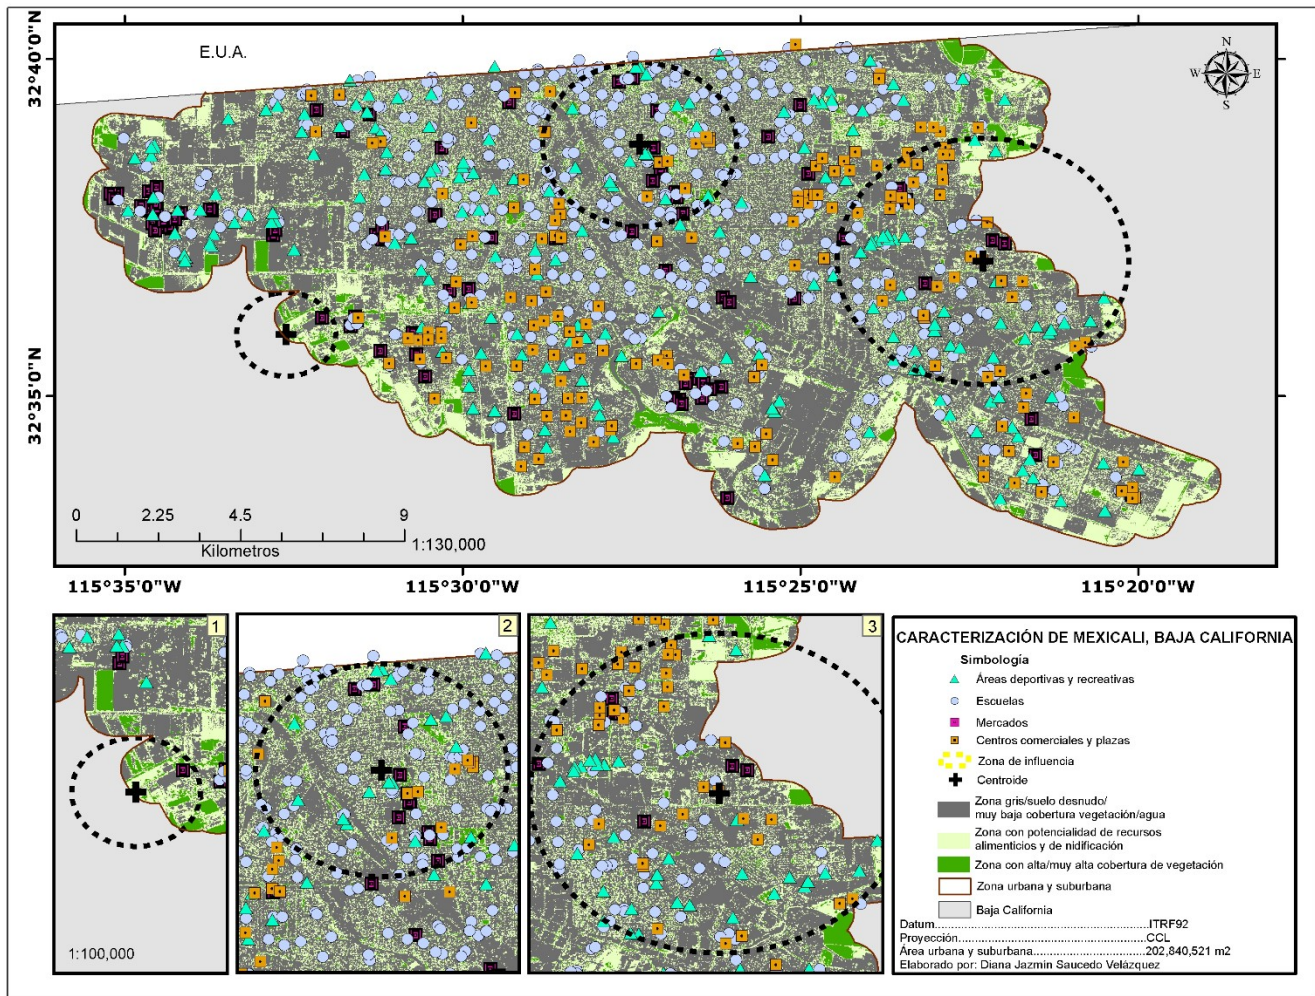 E.U.A.
N
W E
S
32°40'0"N
32°35'0"N
0 2.25 4.5 9
Kilometros
1:130,000
115°35'0"W 115°30'0"W 115°25'0"W 115°20'0"W
1
1:100,000
2
3
CARACTERIZACIÓN DE MEXICALI, BAJA CALIFORNIA
Simbología
Áreas deportivas y recreativas
Escuelas
Mercados
Centros comerciales y plazas
Zona de influencia
Centroide
Zona gris/suelo desnudo/
muy baja cobertura vegetación/agua
Zona con potencialidad de recursos
alimenticios y de nidificación
Zona con alta/muy alta cobertura de vegetación
Zona urbana y suburbana
Baja California
Datum..........................................ITRF92
Proyección...................................CCL
Área urbana y suburbana......................202,840,521 m2
Elaborado por: Diana Jazmin Saucedo Velázquez